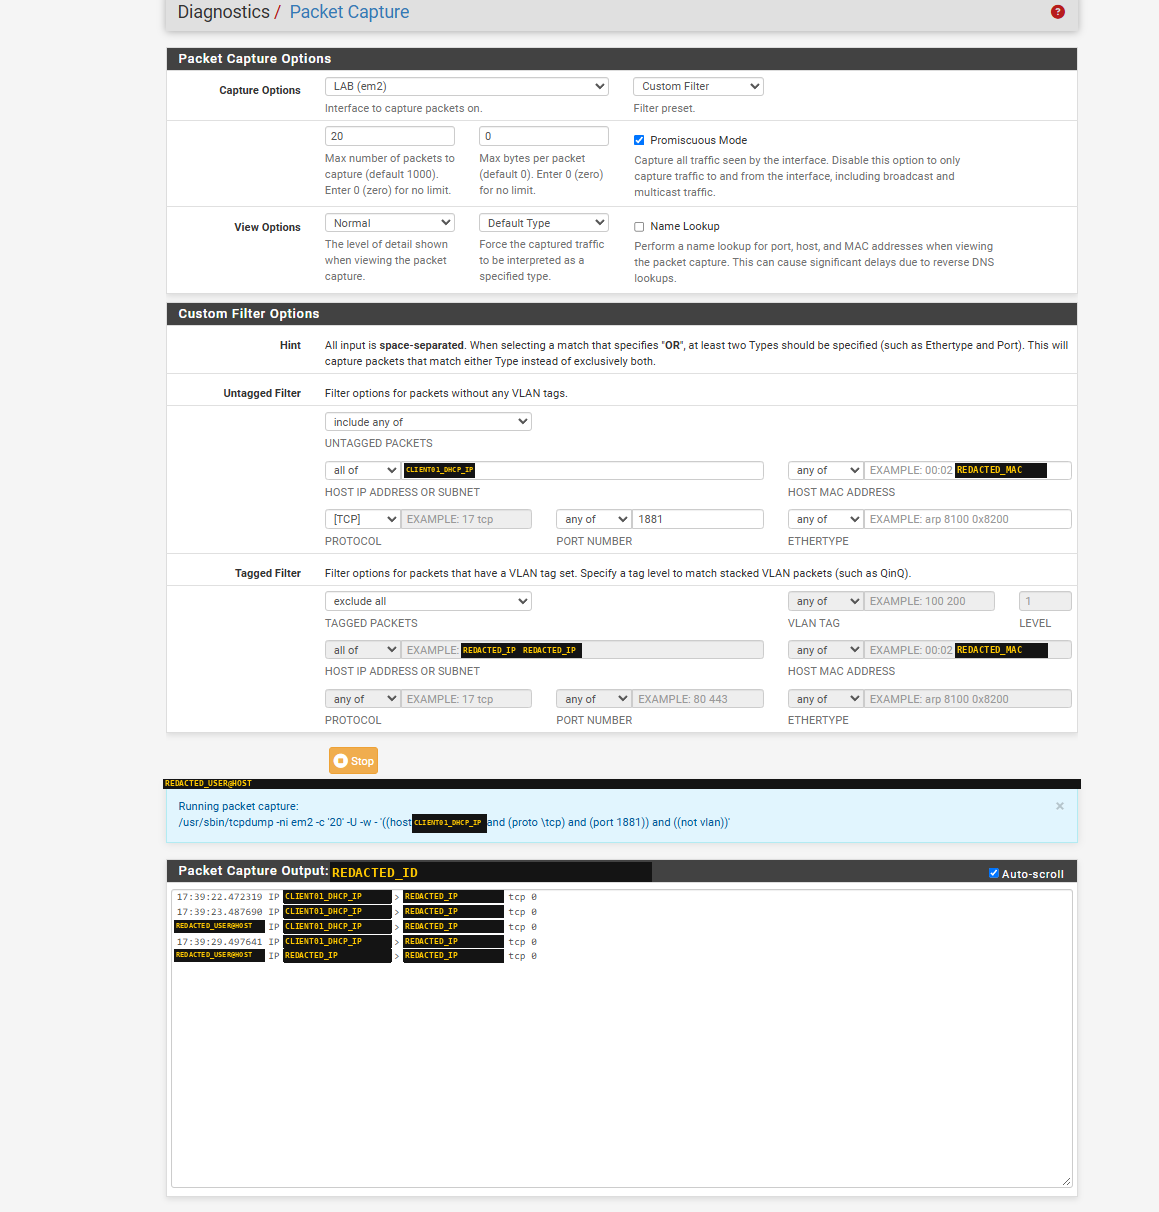 Diagnostics / Packet Capture
?
Packet Capture Options
Capture Options
LAB (em2)
Custom Filter
Interface to capture packets on.
Filter preset.
20
0
Promiscuous Mode
Max number of packets to
capture (default 1000).
Enter 0 (zero) for no limit.
Max bytes per packet
(default 0). Enter 0 (zero)
for no limit.
Capture all traffic seen by the interface. Disable this option to only
capture traffic to and from the interface, including broadcast and
multicast traffic.
View Options
Normal
Default Type
Name Lookup
The level of detail shown
when viewing the packet
capture.
Force the captured traffic
to be interpreted as a
specified type.
Perform a name lookup for port, host, and MAC addresses when viewing
the packet capture. This can cause significant delays due to reverse DNS
lookups.
Custom Filter Options
Hint
All input is space-separated. When selecting a match that specifies "OR", at least two Types should be specified (such as Ethertype and Port). This will
capture packets that match either Type instead of exclusively both.
Untagged Filter
Filter options for packets without any VLAN tags.
include any of
UNTAGGED PACKETS
all of CLIENT01_DHCP_IP
any of EXAMPLE: 00:02 REDACTED_MAC
HOST IP ADDRESS OR SUBNET
HOST MAC ADDRESS
[TCP] EXAMPLE: 17 tcp
any of 1881
any of EXAMPLE: arp 8100 0x8200
PROTOCOL
PORT NUMBER
ETHERTYPE
Tagged Filter
Filter options for packets that have a VLAN tag set. Specify a tag level to match stacked VLAN packets (such as QinQ).
exclude all
any of EXAMPLE: 100 200
1
TAGGED PACKETS
VLAN TAG
LEVEL
all of EXAMPLE: REDACTED_IP REDACTED_IP
any of EXAMPLE: 00:02 REDACTED_MAC
HOST IP ADDRESS OR SUBNET
HOST MAC ADDRESS
any of EXAMPLE: 17 tcp
any of EXAMPLE: 80 443
any of EXAMPLE: arp 8100 0x8200
PROTOCOL
PORT NUMBER
ETHERTYPE
Stop
REDACTED_USER@HOST
Running packet capture:
×
/usr/sbin/tcpdump -ni em2 -c '20' -U -w - '((host CLIENT01_DHCP_IP and (proto \tcp) and (port 1881)) and ((not vlan))'
Packet Capture Output: REDACTED_ID
Auto-scroll
17:39:22.472319 IP CLIENT01_DHCP_IP > REDACTED_IP tcp 0
17:39:23.487690 IP CLIENT01_DHCP_IP > REDACTED_IP tcp 0
REDACTED_USER@HOST IP CLIENT01_DHCP_IP > REDACTED_IP tcp 0
17:39:29.497641 IP CLIENT01_DHCP_IP > REDACTED_IP tcp 0
REDACTED_USER@HOST IP REDACTED_IP > REDACTED_IP tcp 0